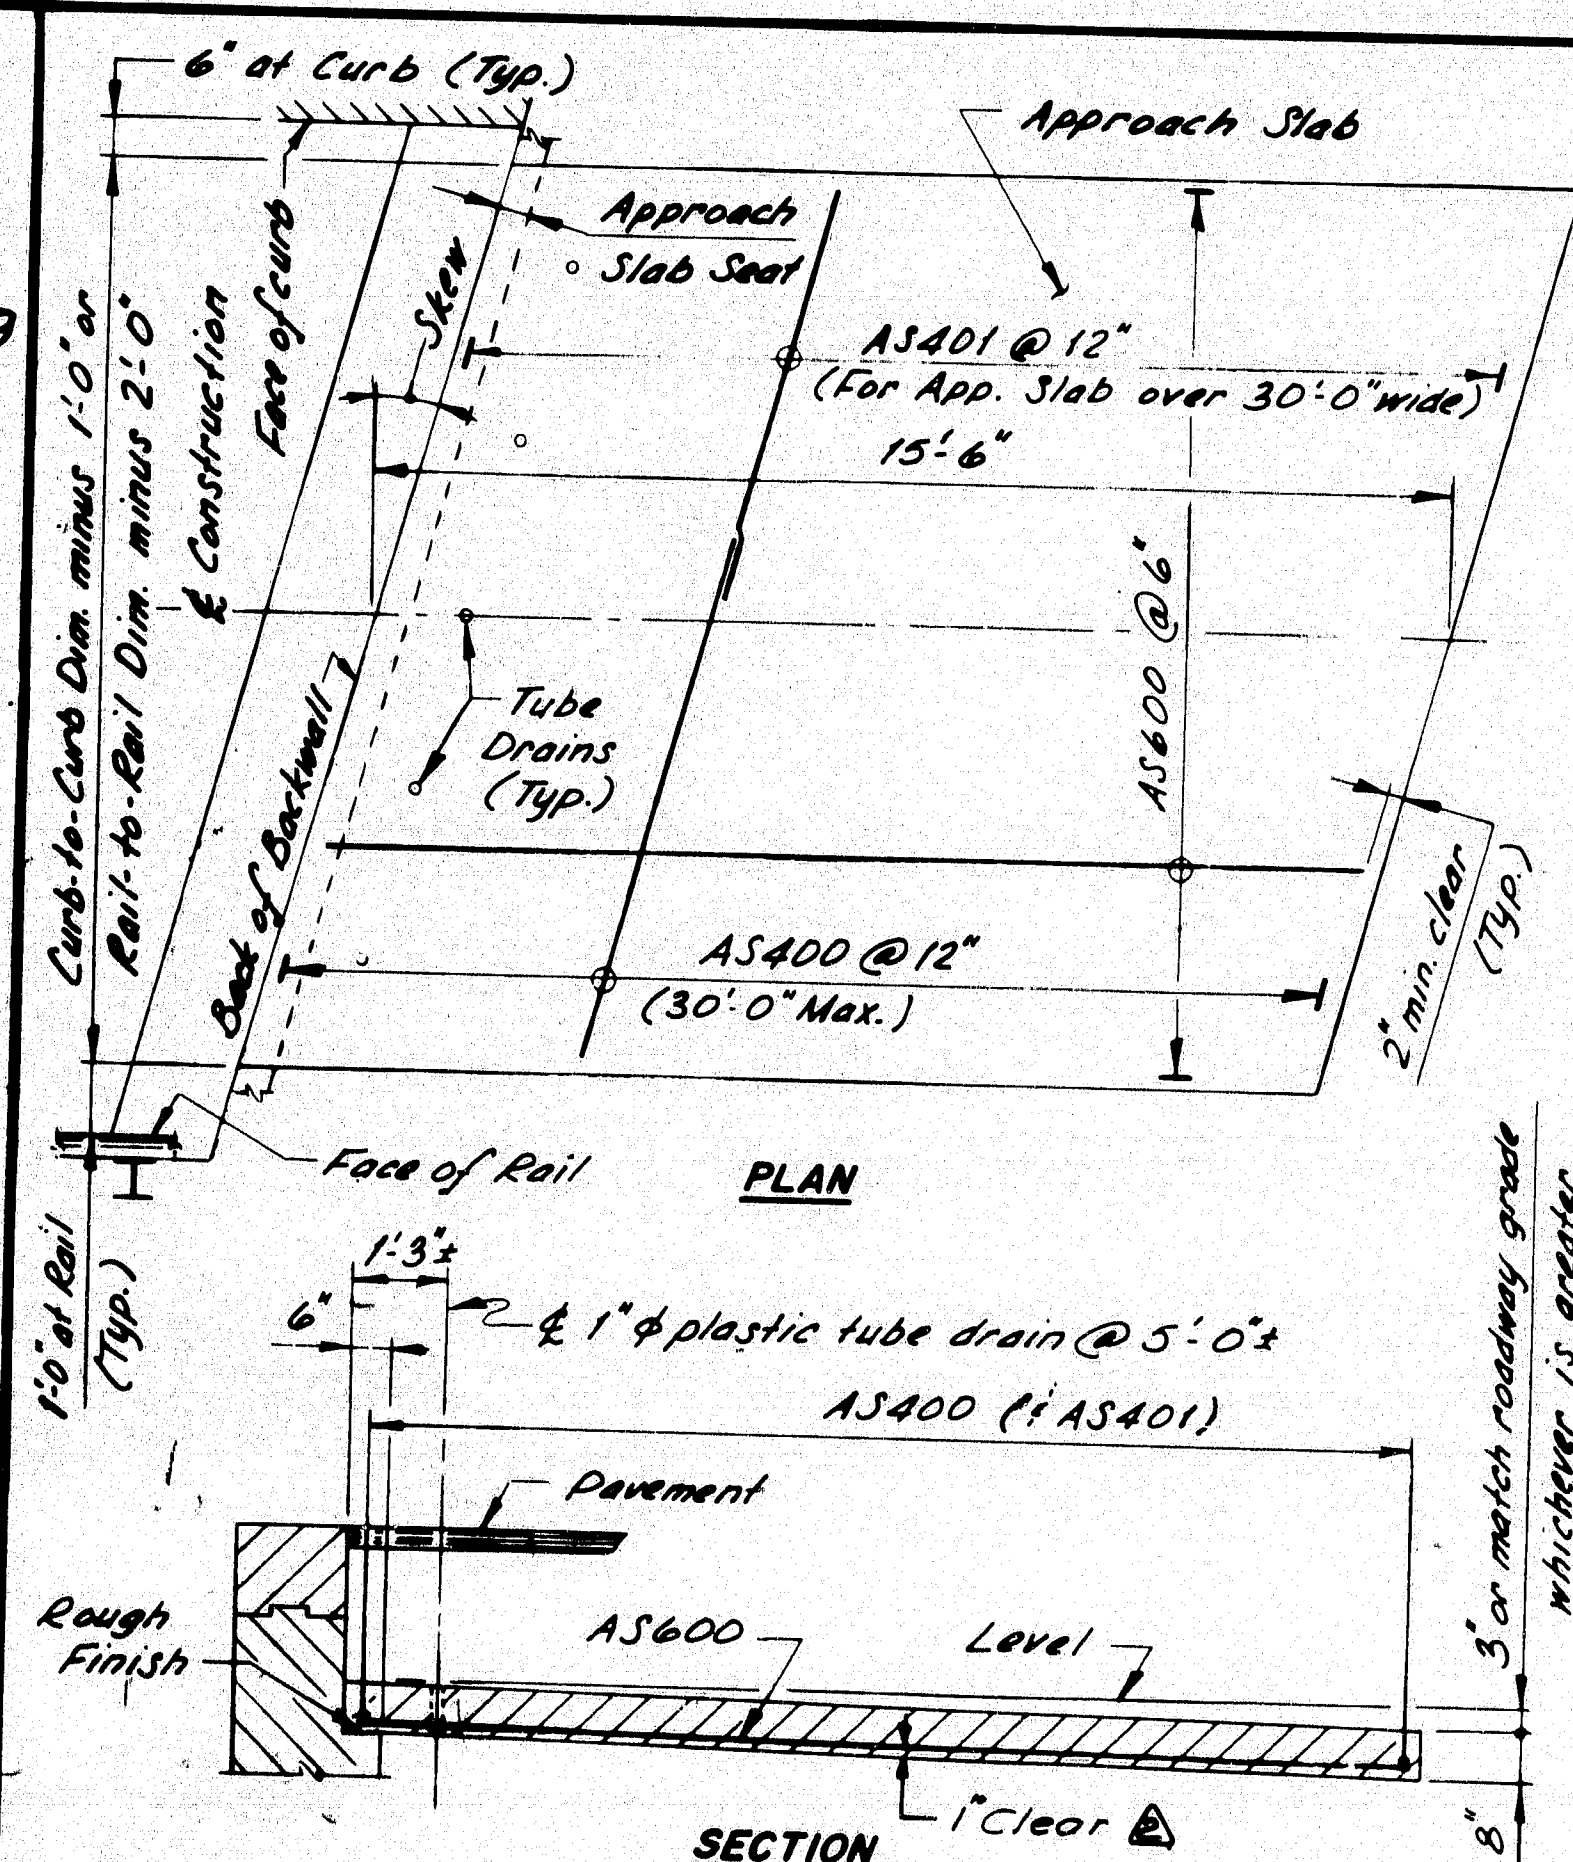 6" at Curb (Typ.)
Approach Slab
Approach
Slab Seat
Face of curb
Skew
℄ Construction
Curb-to-Curb Dim. minus 1'-0" or
Rail-to-Rail Dim. minus 2'-0"
AS401 @ 12"
(For App. Slab over 30'-0" wide)
15'-6"
AS600 @ 6"
Tube
Drains
(Typ.)
Back of Backwall
AS400 @ 12"
(30'-0" Max.)
2" min. clear
(Typ.)
Face of Rail
PLAN
1'-0" at Rail
(Typ.)
1'-3"±
6"
℄ 1" ϕ plastic tube drain @ 5'-0"±
AS400 (& AS401)
Pavement
Rough
Finish
AS600
Level
3" or match roadway grade
whichever is greater
1" Clear 2
8"
SECTION